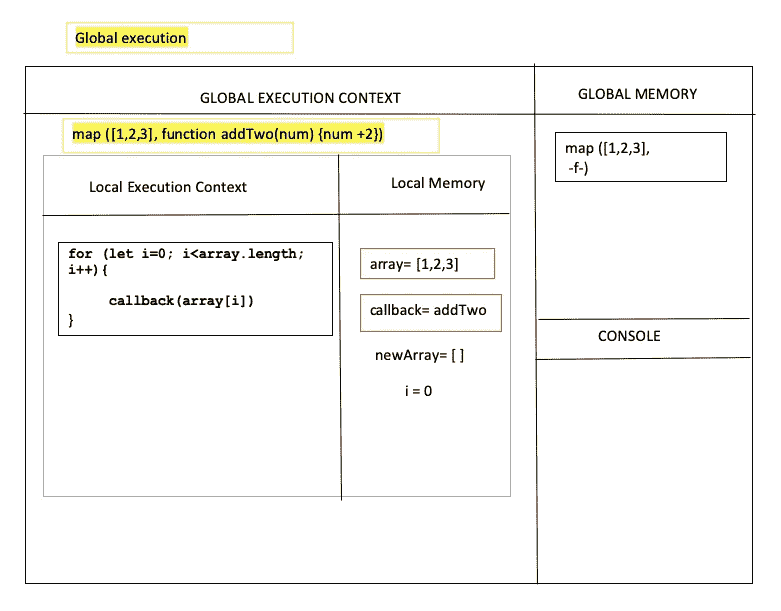 Global execution
GLOBAL EXECUTION CONTEXT
GLOBAL MEMORY
map ([1,2,3], function addTwo(num) {num +2})
map ([1,2,3],
-f-)
Local Execution Context
Local Memory
for (let i=0; i<array.length;
i++){
callback(array[i])
}
array= [1,2,3]
callback= addTwo
newArray= [ ]
i = 0
CONSOLE